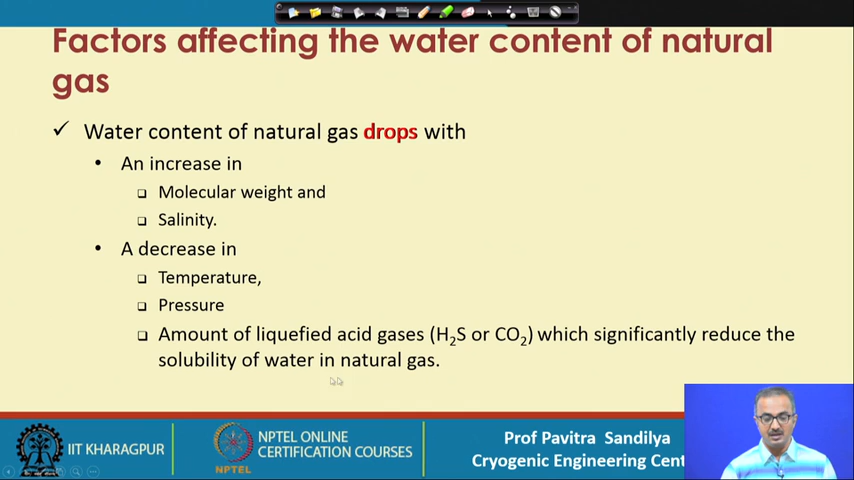 Factors affecting the water content of natural
gas
✓ Water content of natural gas drops with
• An increase in
❑ Molecular weight and
❑ Salinity.
• A decrease in
❑ Temperature,
❑ Pressure
❑ Amount of liquefied acid gases (H₂S or CO₂) which significantly reduce the
solubility of water in natural gas.
IIT KHARAGPUR
NPTEL
NPTEL ONLINE
CERTIFICATION COURSES
Prof Pavitra Sandilya
Cryogenic Engineering Cent